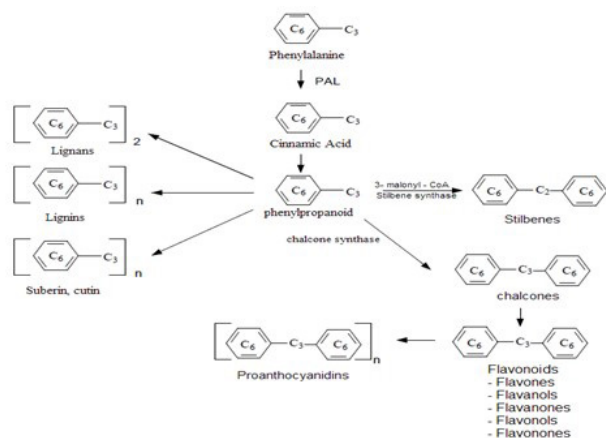 C6 C3
Phenylalanine
PAL
C6 C3
Cinnamic Acid
C6 C3 2
Lignans
C6 C3 n
Lignins
C6 C3
phenylpropanoid
3- malonyl - CoA
Stilbene synthase
C6 C2 C6
Stilbenes
chalcone synthase
C6 C3 n
Suberin, cutin
C6 C3 C6
chalcones
C6 C3 C6 n
Proanthocyanidins
C6 C3 C6
Flavonoids
- Flavones
- Flavanols
- Flavanones
- Flavonols
- Flavonones